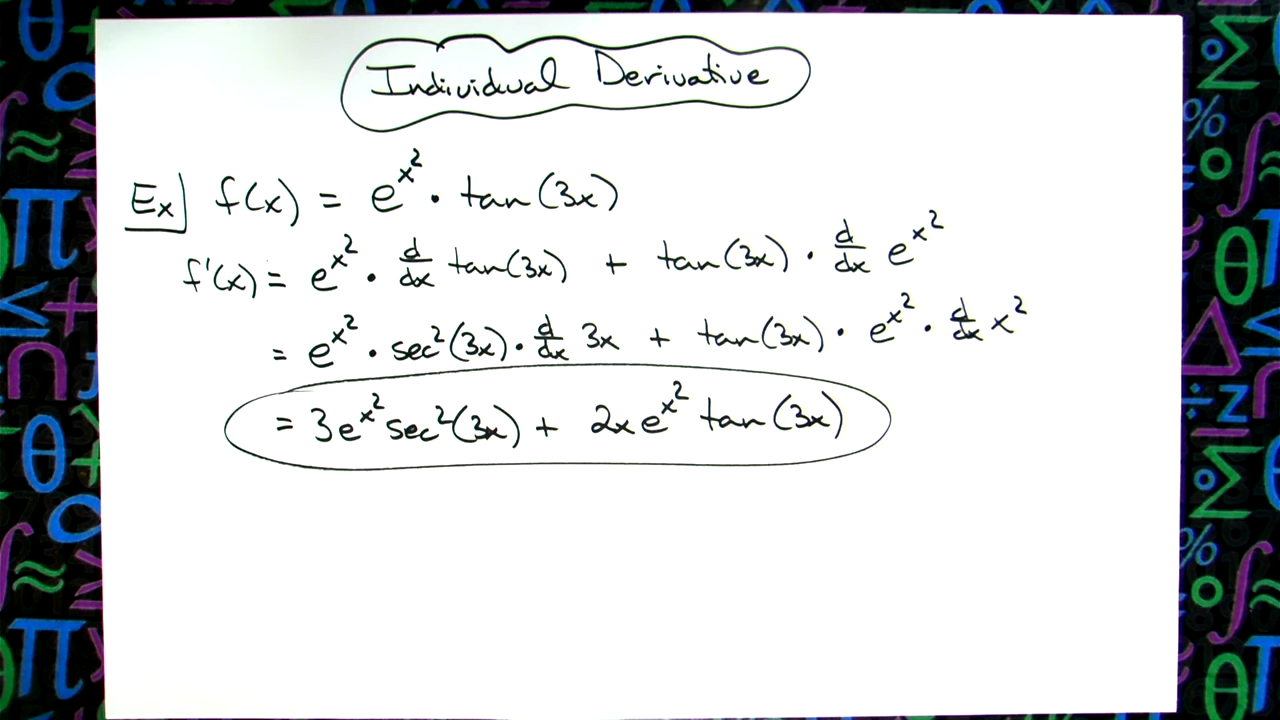 Individual Derivative
Ex] f(x) = e^{x^2} · tan(3x)
f'(x) = e^{x^2} · d/dx tan(3x) + tan(3x) · d/dx e^{x^2}
= e^{x^2} · sec^2(3x) · d/dx 3x + tan(3x) · e^{x^2} · d/dx x^2
= 3e^{x^2} sec^2(3x) + 2x e^{x^2} tan(3x)